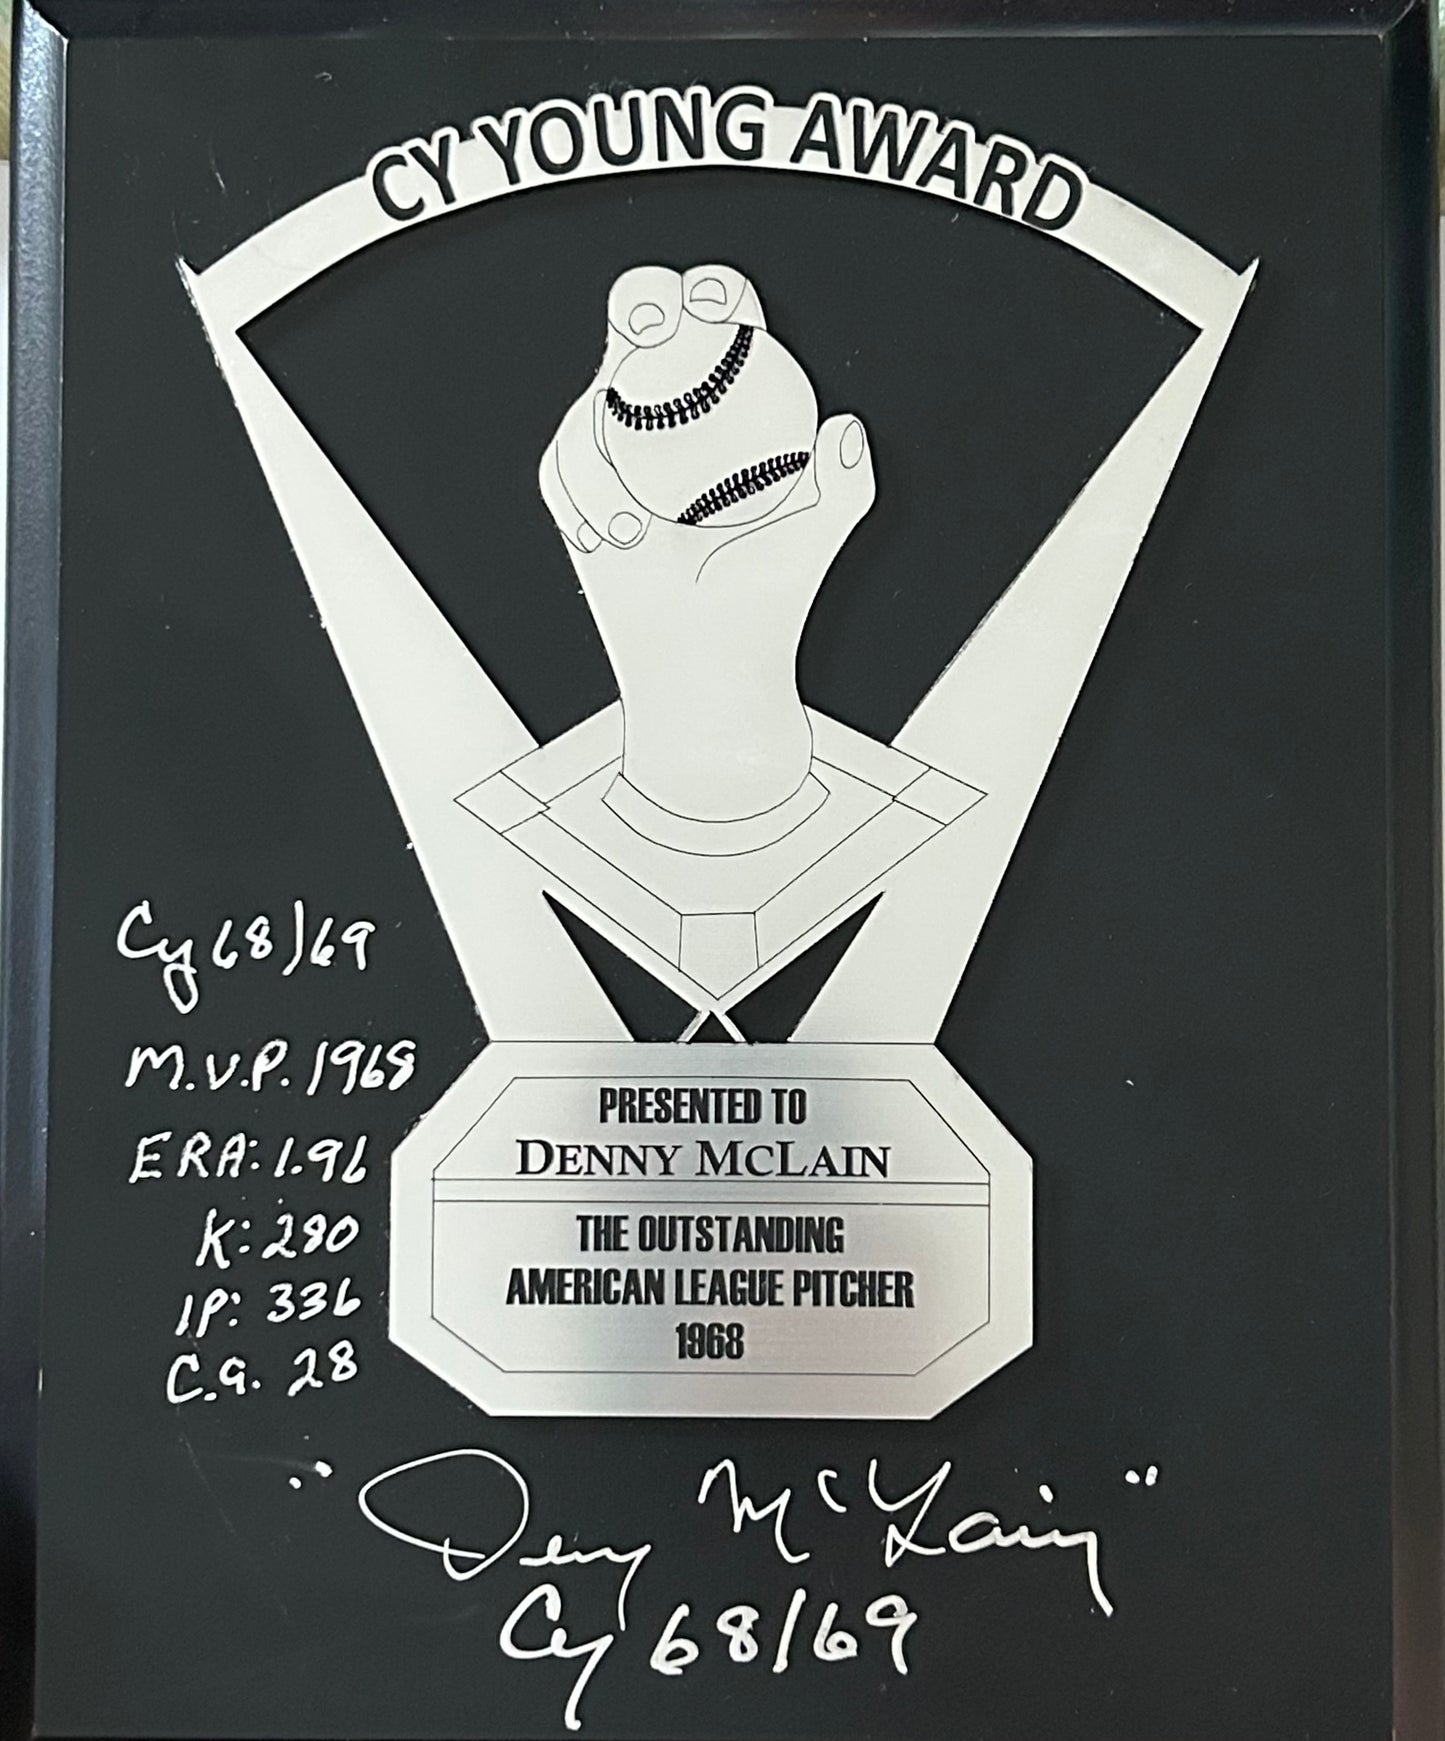 CY YOUNG AWARD
Cy 68/69
M.V.P. 1968
ERA: 1.96
K: 280
IP: 336
C.G. 28
PRESENTED TO
DENNY MCLAIN
THE OUTSTANDING
AMERICAN LEAGUE PITCHER
1968
"Denny McLain"
Cy 68/69